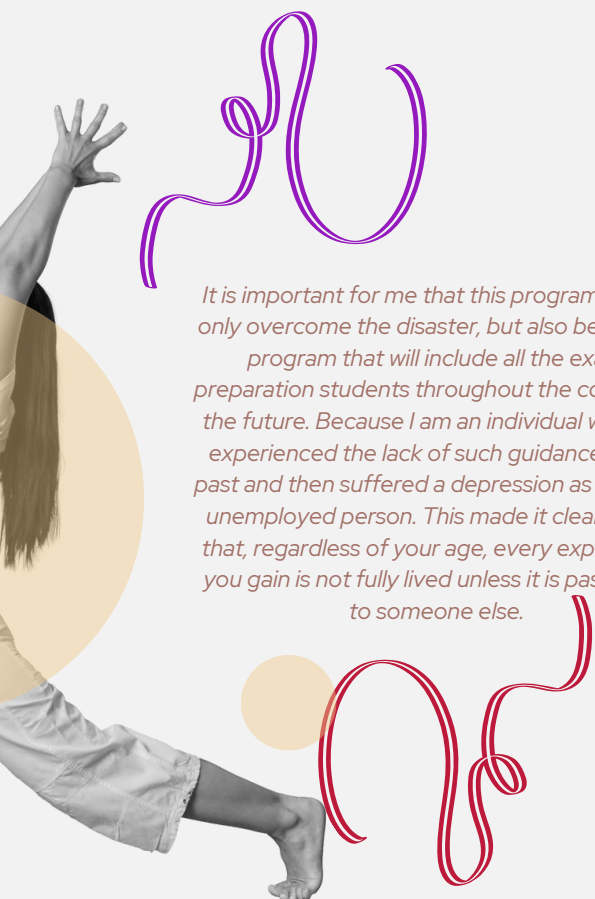 It is important for me that this program
only overcome the disaster, but also be
program that will include all the exa
preparation students throughout the co
the future. Because I am an individual w
experienced the lack of such guidance
past and then suffered a depression as
unemployed person. This made it clear
that, regardless of your age, every exp
you gain is not fully lived unless it is pas
to someone else.